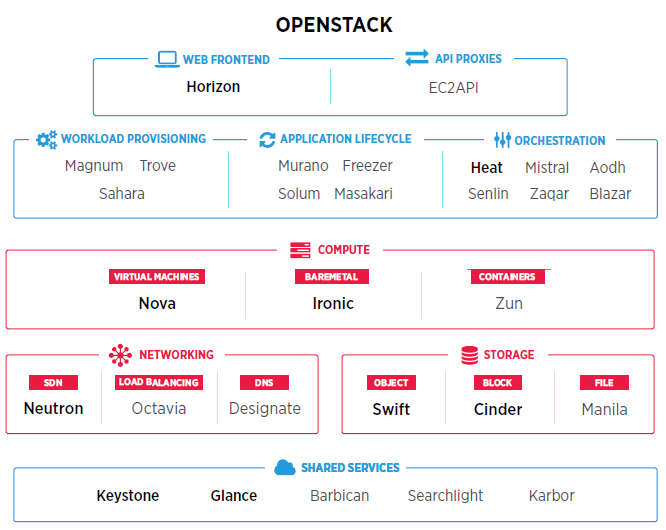 OPENSTACK
WEB FRONTEND API PROXIES
Horizon EC2API
WORKLOAD PROVISIONING APPLICATION LIFECYCLE ORCHESTRATION
Magnum Trove Murano Freezer Heat Mistral Aodh
Sahara Solum Masakari Senlin Zaqar Blazar
COMPUTE
VIRTUAL MACHINES BAREMETAL CONTAINERS
Nova Ironic Zun
NETWORKING STORAGE
SDN LOAD BALANCING DNS OBJECT BLOCK FILE
Neutron Octavia Designate Swift Cinder Manila
SHARED SERVICES
Keystone Glance Barbican Searchlight Karbor